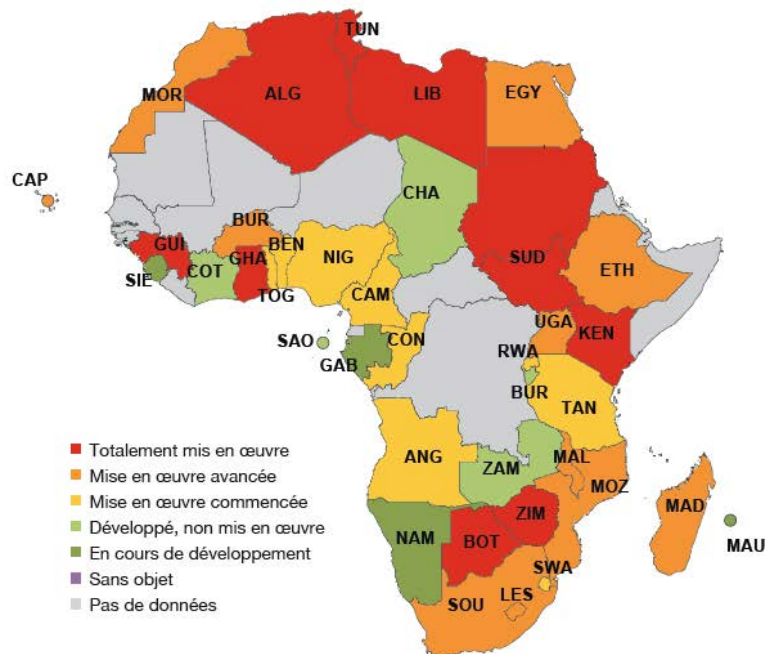 TUN
MOR
ALG
LIB
EGY
CAP
CHA
BUR
GUI
BEN
NIG
SUD
ETH
COT
GHA
SIE
TOG
CAM
SAO
UGA
KEN
GAB
CON
RWA
BUR
TAN
ANG
ZAM
MAL
MOZ
MAD
MAU
NAM
ZIM
BOT
SWA
LES
SOU
Totalement mis en œuvre
Mise en œuvre avancée
Mise en œuvre commencée
Développé, non mis en œuvre
En cours de développement
Sans objet
Pas de données